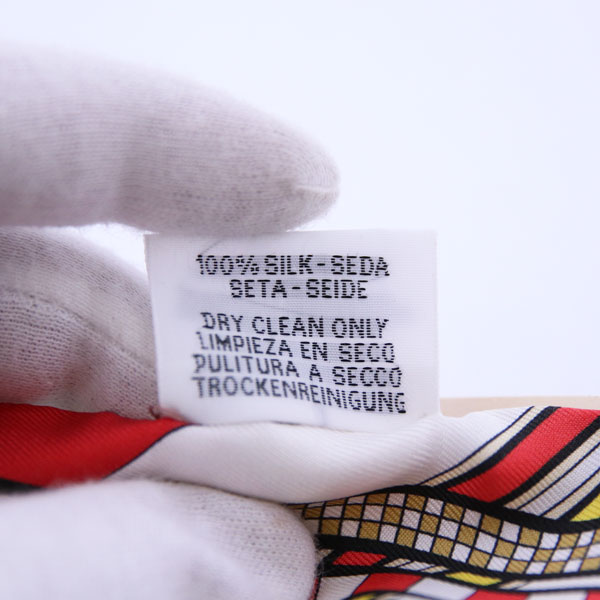 100% SILK - SEDA
SETA - SEIDE
DRY CLEAN ONLY
LIMPIEZA EN SECO
PULITURA A SECCO
TROCKENREINIGUNG